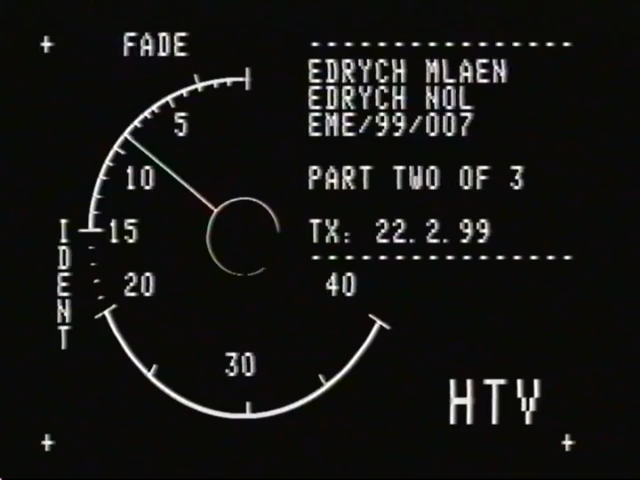 FADE
EDRYCH MLAEN
EDRYCH NOL
EME/99/007
5
10
PART TWO OF 3
15
TX: 22.2.99
IDENT
20
40
30
HTV